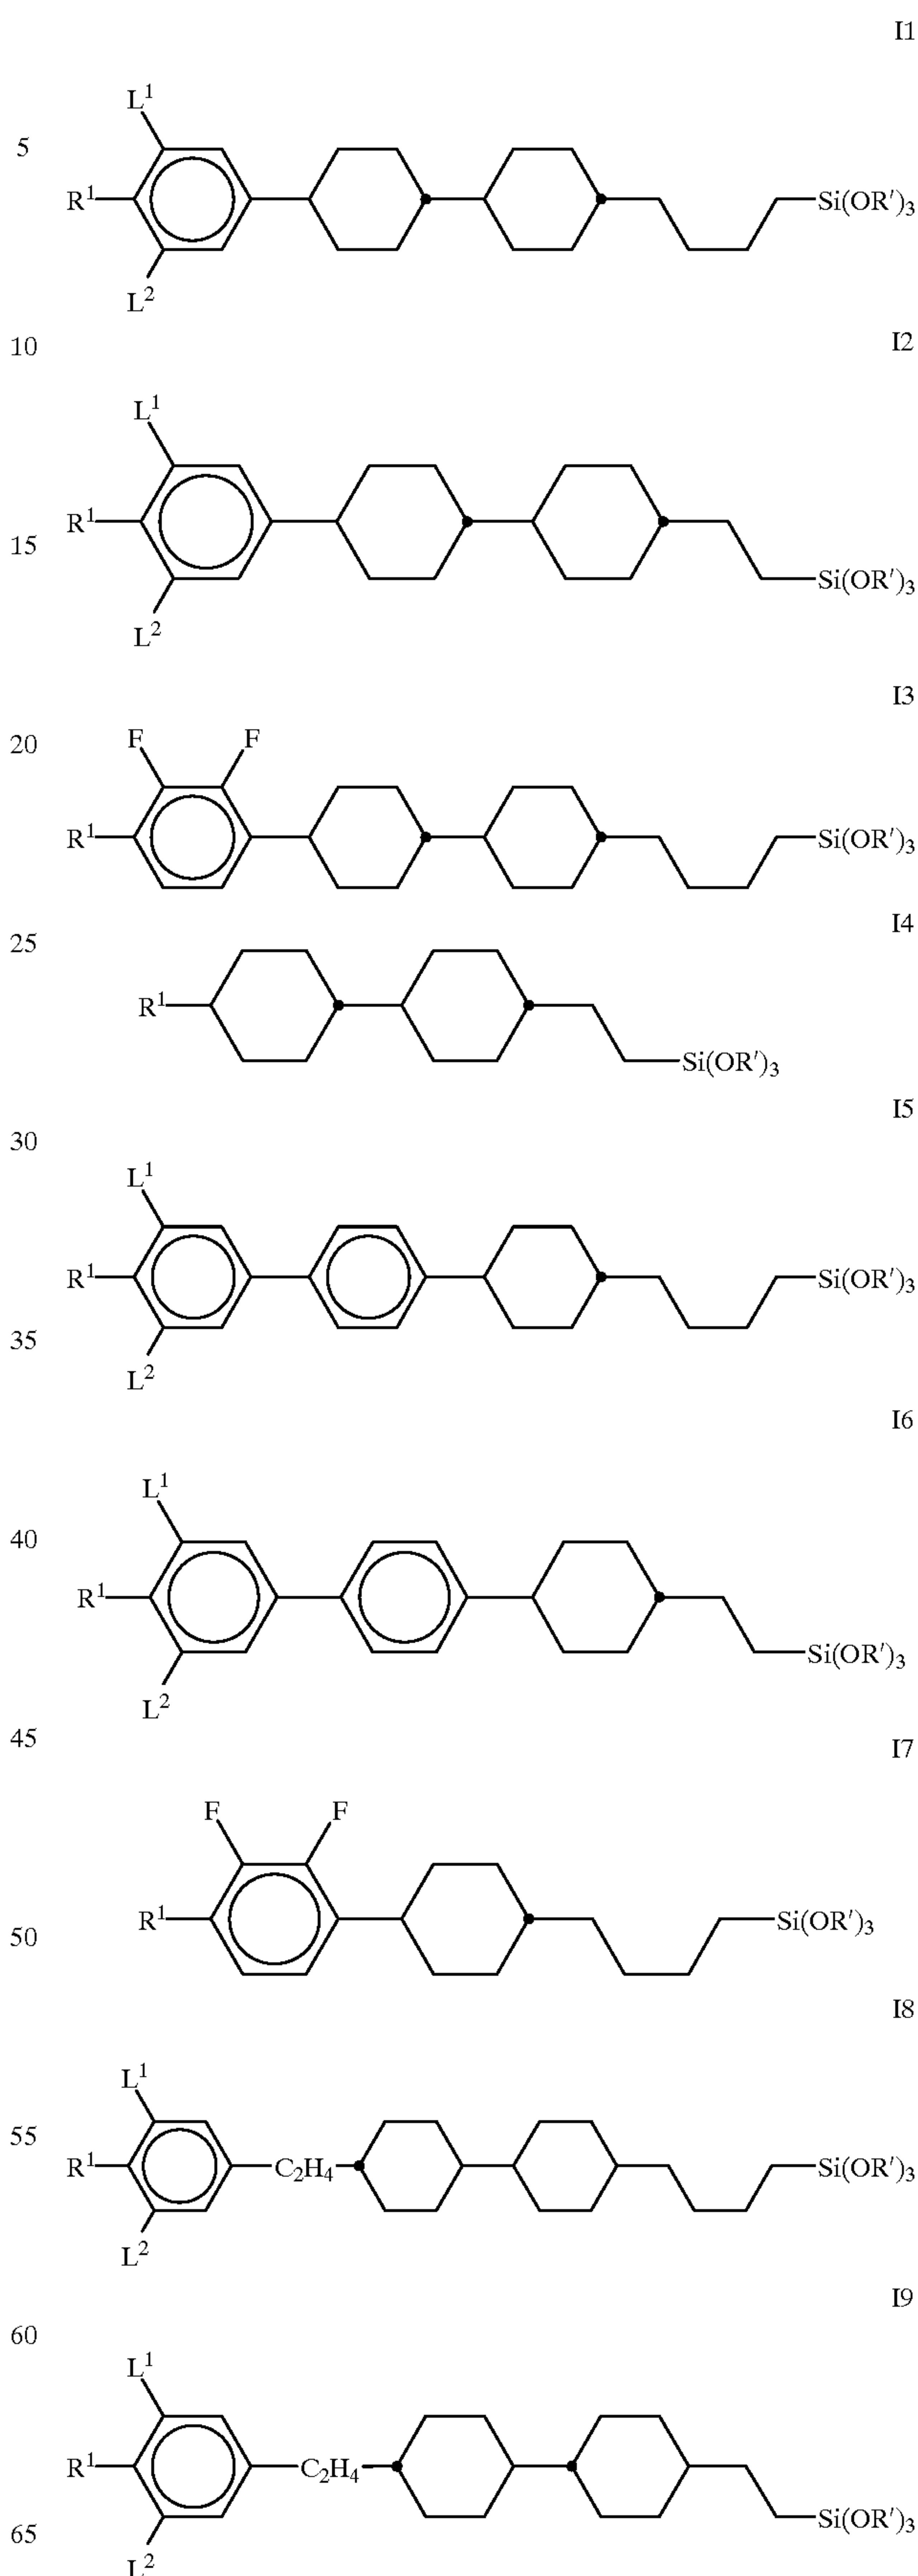 I1
L¹
5
R¹ Si(OR')₃
L²
10 I2
L¹
R¹
15
Si(OR')₃
L²
I3
20 F F
R¹ Si(OR')₃
I4
25
R¹
Si(OR')₃
I5
30
L¹
R¹ Si(OR')₃
35
L²
I6
L¹
40
R¹
Si(OR')₃
L²
45 I7
F F
R¹ Si(OR')₃
50
I8
L¹
55
R¹ C₂H₄ Si(OR')₃
L²
I9
60
L¹
R¹ C₂H₄
Si(OR')₃
65
L²